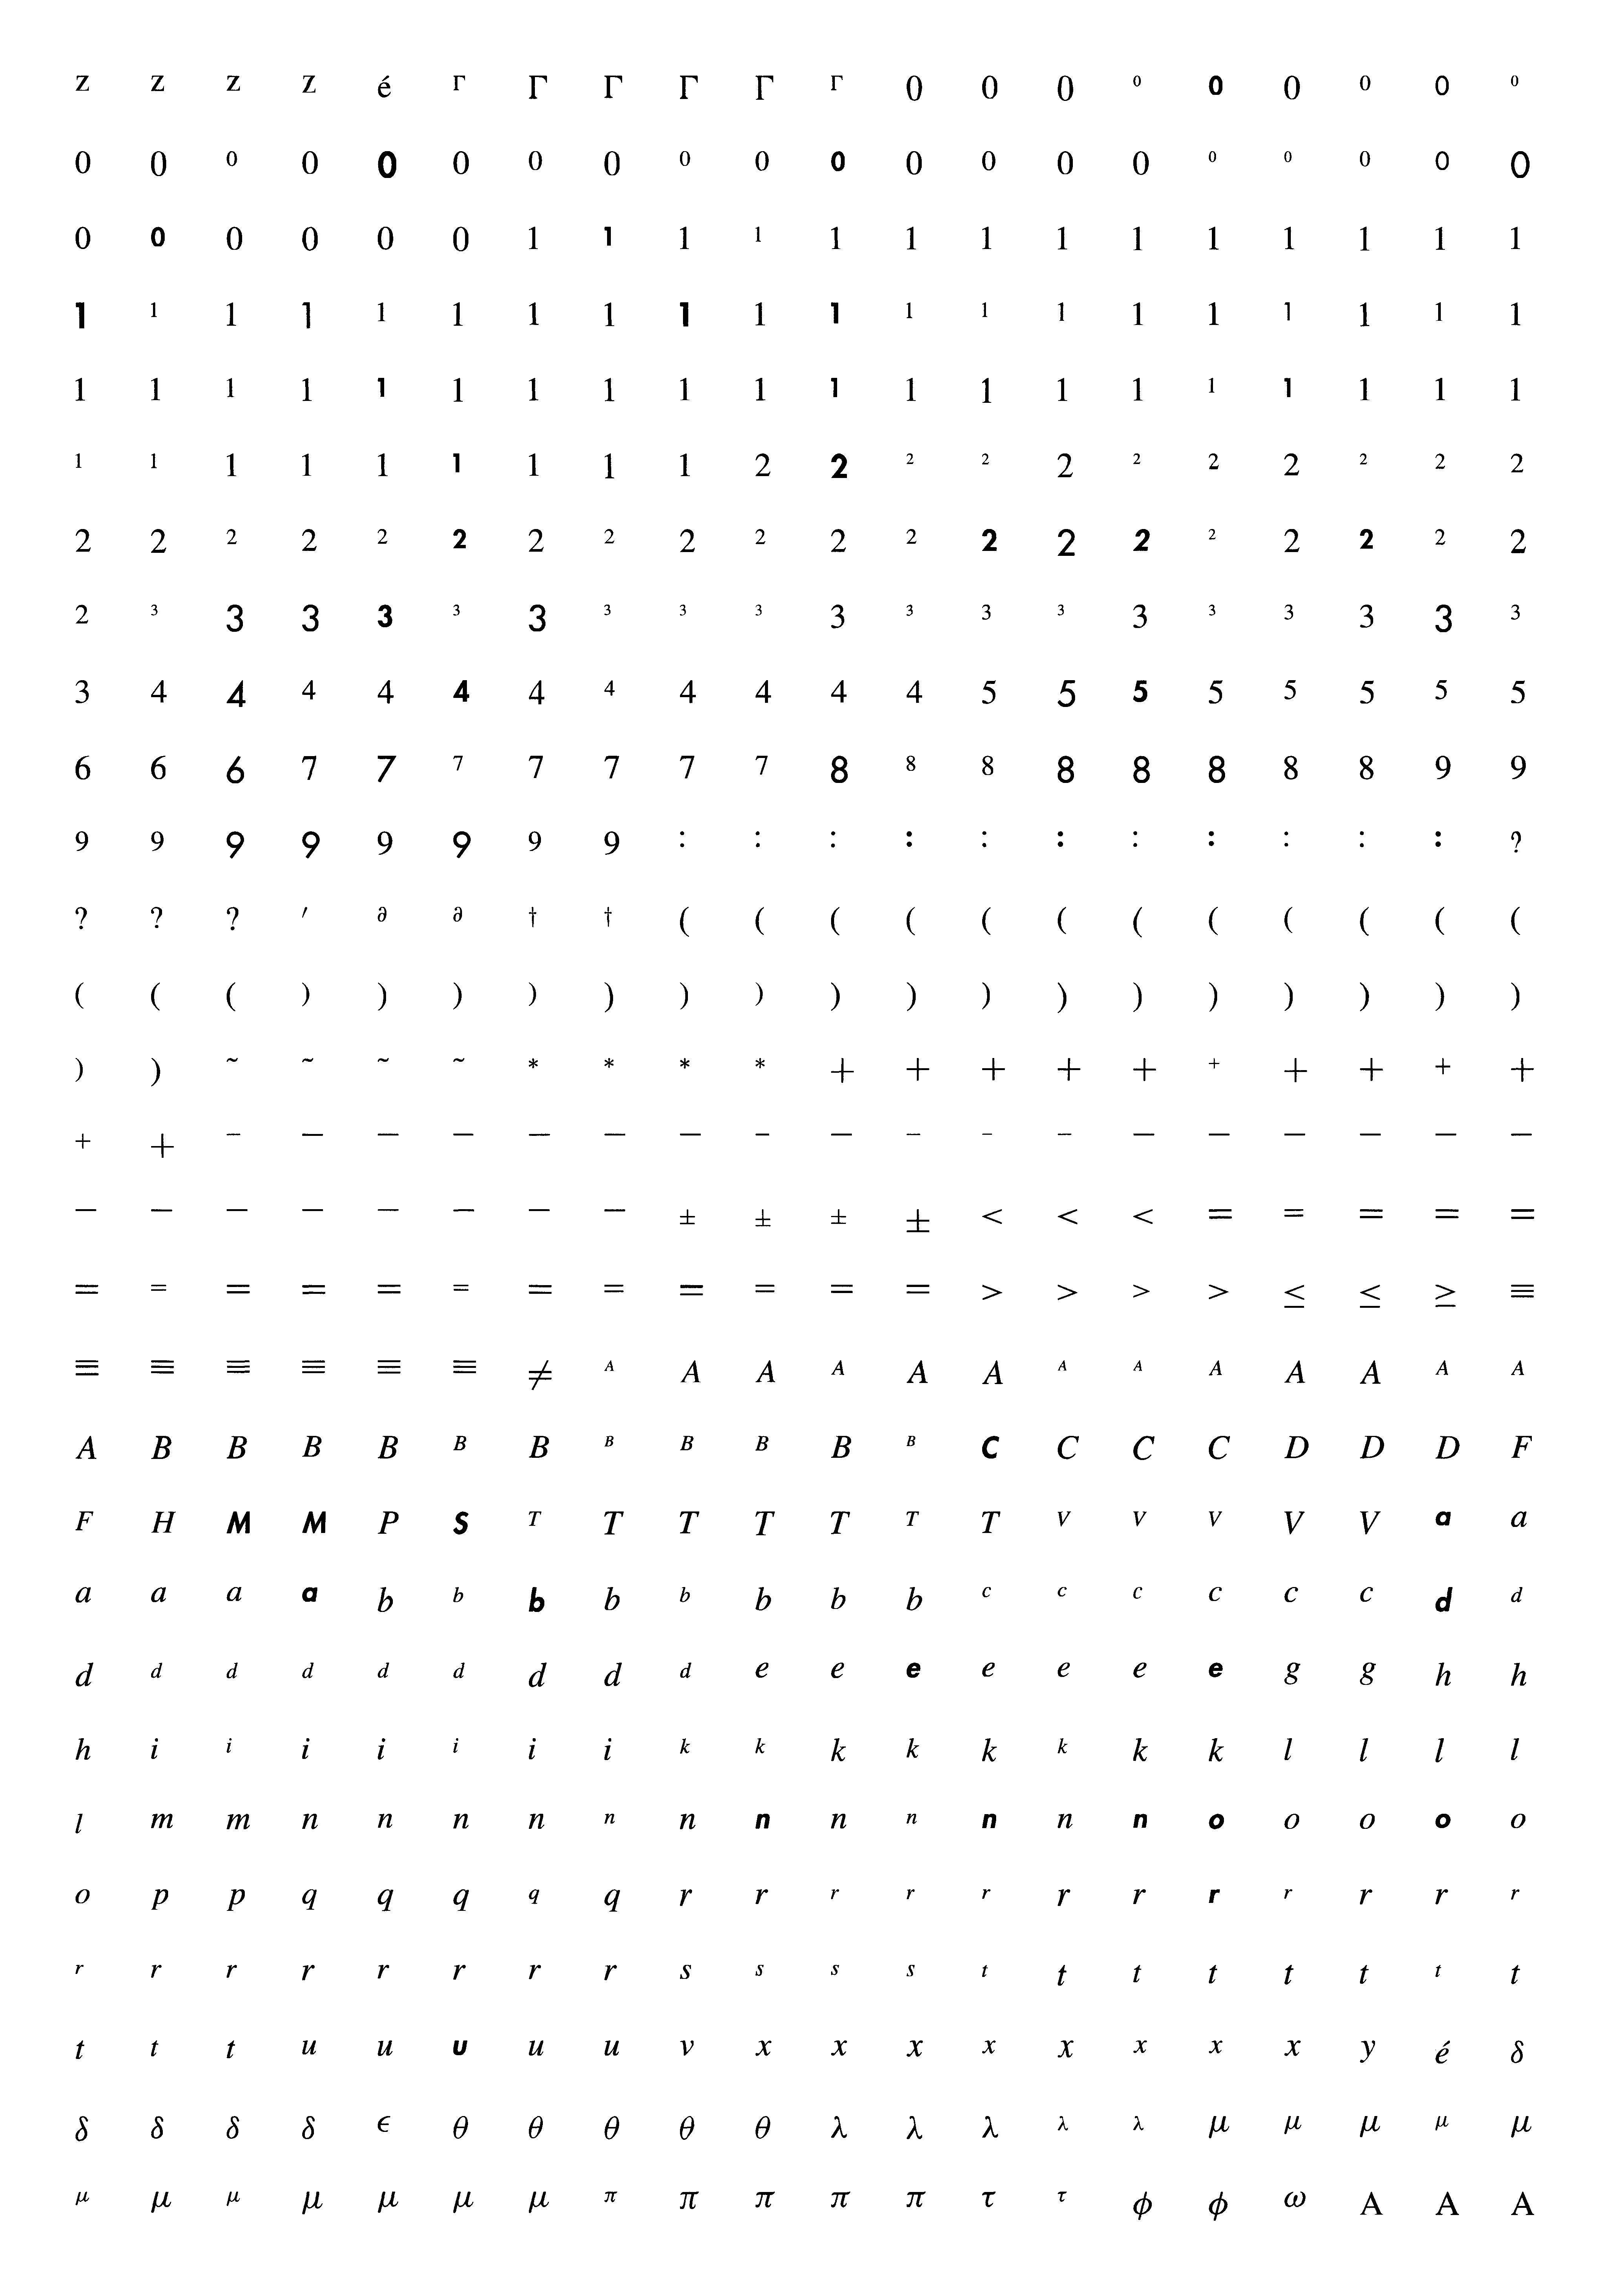 z z z z é Γ Γ Γ Γ Γ Γ 0 0 0 0 0 0 0 0 0
0 0 0 0 0 0 0 0 0 0 0 0 0 0 0 0 0 0 0 0
0 0 0 0 0 0 1 1 1 1 1 1 1 1 1 1 1 1 1 1
1 1 1 1 1 1 1 1 1 1 1 1 1 1 1 1 1 1 1 1
1 1 1 1 1 1 1 1 1 1 1 1 1 1 1 1 1 1 1 1
1 1 1 1 1 1 1 1 1 2 2 2 2 2 2 2 2 2 2 2
2 2 2 2 2 2 2 2 2 2 2 2 2 2 2 2 2 2 2 2
2 3 3 3 3 3 3 3 3 3 3 3 3 3 3 3 3 3 3 3
3 4 4 4 4 4 4 4 4 4 4 4 5 5 5 5 5 5 5 5
6 6 6 7 7 7 7 7 7 7 8 8 8 8 8 8 8 8 9 9
9 9 9 9 9 9 9 9 : : : : : : : : : : : ?
? ? ? ′ ∂ ∂ † † ( ( ( ( ( ( ( ( ( ( ( (
( ( ( ) ) ) ) ) ) ) ) ) ) ) ) ) ) ) ) )
) ) ~ ~ ~ ~ * * * * + + + + + + + + + +
+ + − − − − − − − − − − − − − − − − − −
− − − − − − − − ± ± ± ± < < < = = = = =
= = = = = = = = = = = = > > > > ≤ ≤ ≥ ≡
≡ ≡ ≡ ≡ ≡ ≡ ≠ A A A A A A A A A A A A A
A B B B B B B B B B B B C C C C D D D F
F H M M P S T T T T T T T V V V V V a a
a a a a b b b b b b b b c c c c c c d d
d d d d d d d d d e e e e e e e g g h h
h i i i i i i i k k k k k k k k l l l l
l m m n n n n n n n n n n n n o o o o o
o p p q q q q q r r r r r r r r r r r r
r r r r r r r r s s s s t t t t t t t t
t t t u u u u u v x x x x x x x x y é δ
δ δ δ δ ϵ θ θ θ θ θ λ λ λ λ λ μ μ μ μ μ
μ μ μ μ μ μ μ π π π π π τ τ ϕ ϕ ω A A A